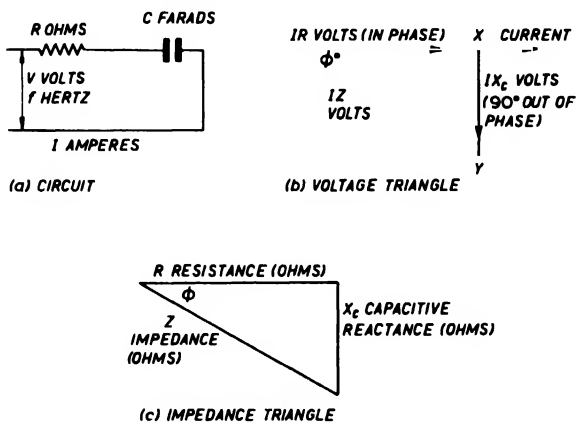 C FARADS
R OHMS
V VOLTS
f HERTZ
I AMPERES
(a) CIRCUIT
IR VOLTS (IN PHASE)
X CURRENT
ϕ°
IZ
VOLTS
IXc VOLTS
(90° OUT OF
PHASE)
Y
(b) VOLTAGE TRIANGLE
R RESISTANCE (OHMS)
ϕ
Z
IMPEDANCE
(OHMS)
Xc CAPACITIVE
REACTANCE (OHMS)
(c) IMPEDANCE TRIANGLE